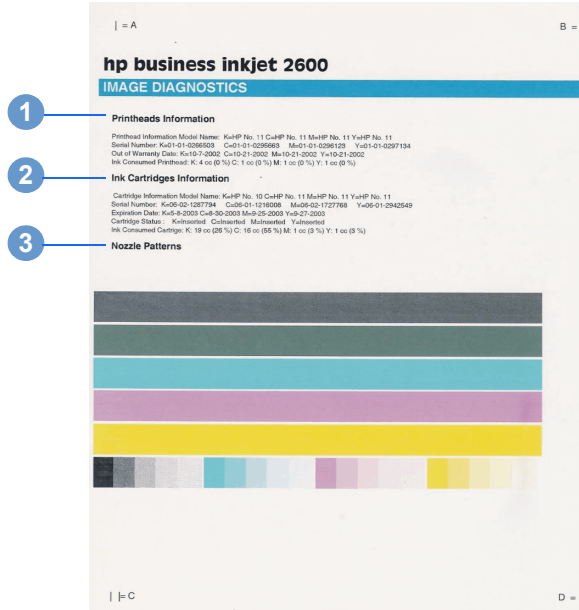 | = A
B =
hp business inkjet 2600
IMAGE DIAGNOSTICS
1
Printheads Information
Printhead Information Model Name: K=HP No. 11 C=HP No. 11 M=HP No. 11 Y=HP No. 11
Serial Number: K=01-01-0266503 C=01-01-0295663 M=01-01-0296123 Y=01-01-0297134
Out of Warranty Date: K=10-7-2002 C=10-21-2002 M=10-21-2002 Y=10-21-2002
Ink Consumed Printhead: K: 4 cc (0 %) C: 1 cc (0 %) M: 1 cc (0 %) Y: 1 cc (0 %)
2
Ink Cartridges Information
Cartridge Information Model Name: K=HP No. 10 C=HP No. 11 M=HP No. 11 Y=HP No. 11
Serial Number: K=06-02-1287794 C=06-01-1216008 M=06-02-1727768 Y=06-01-2942549
Expiration Date: K=5-8-2003 C=8-30-2003 M=9-25-2003 Y=9-27-2003
Cartridge Status : K=Inserted C=Inserted M=Inserted Y=Inserted
Ink Consumed Cartrige: K: 19 cc (26 %) C: 16 cc (55 %) M: 1 cc (3 %) Y: 1 cc (3 %)
3
Nozzle Patterns
| |= C
D =